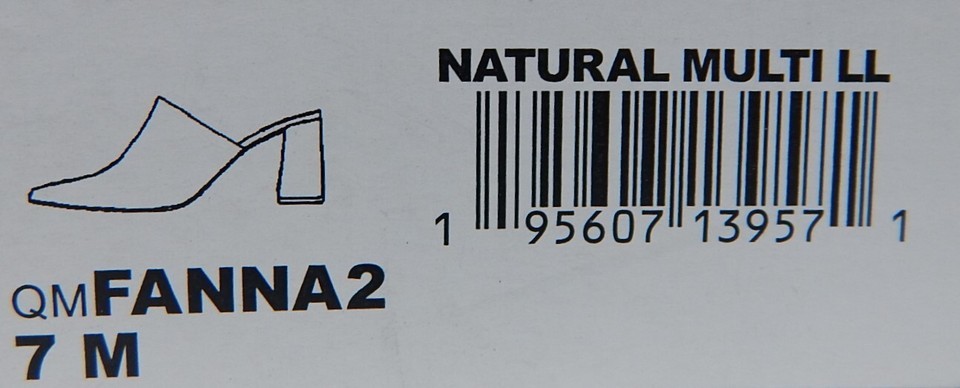 NATURAL MULTI LL
1 95607 13957 1
QMFANNA2
7 M